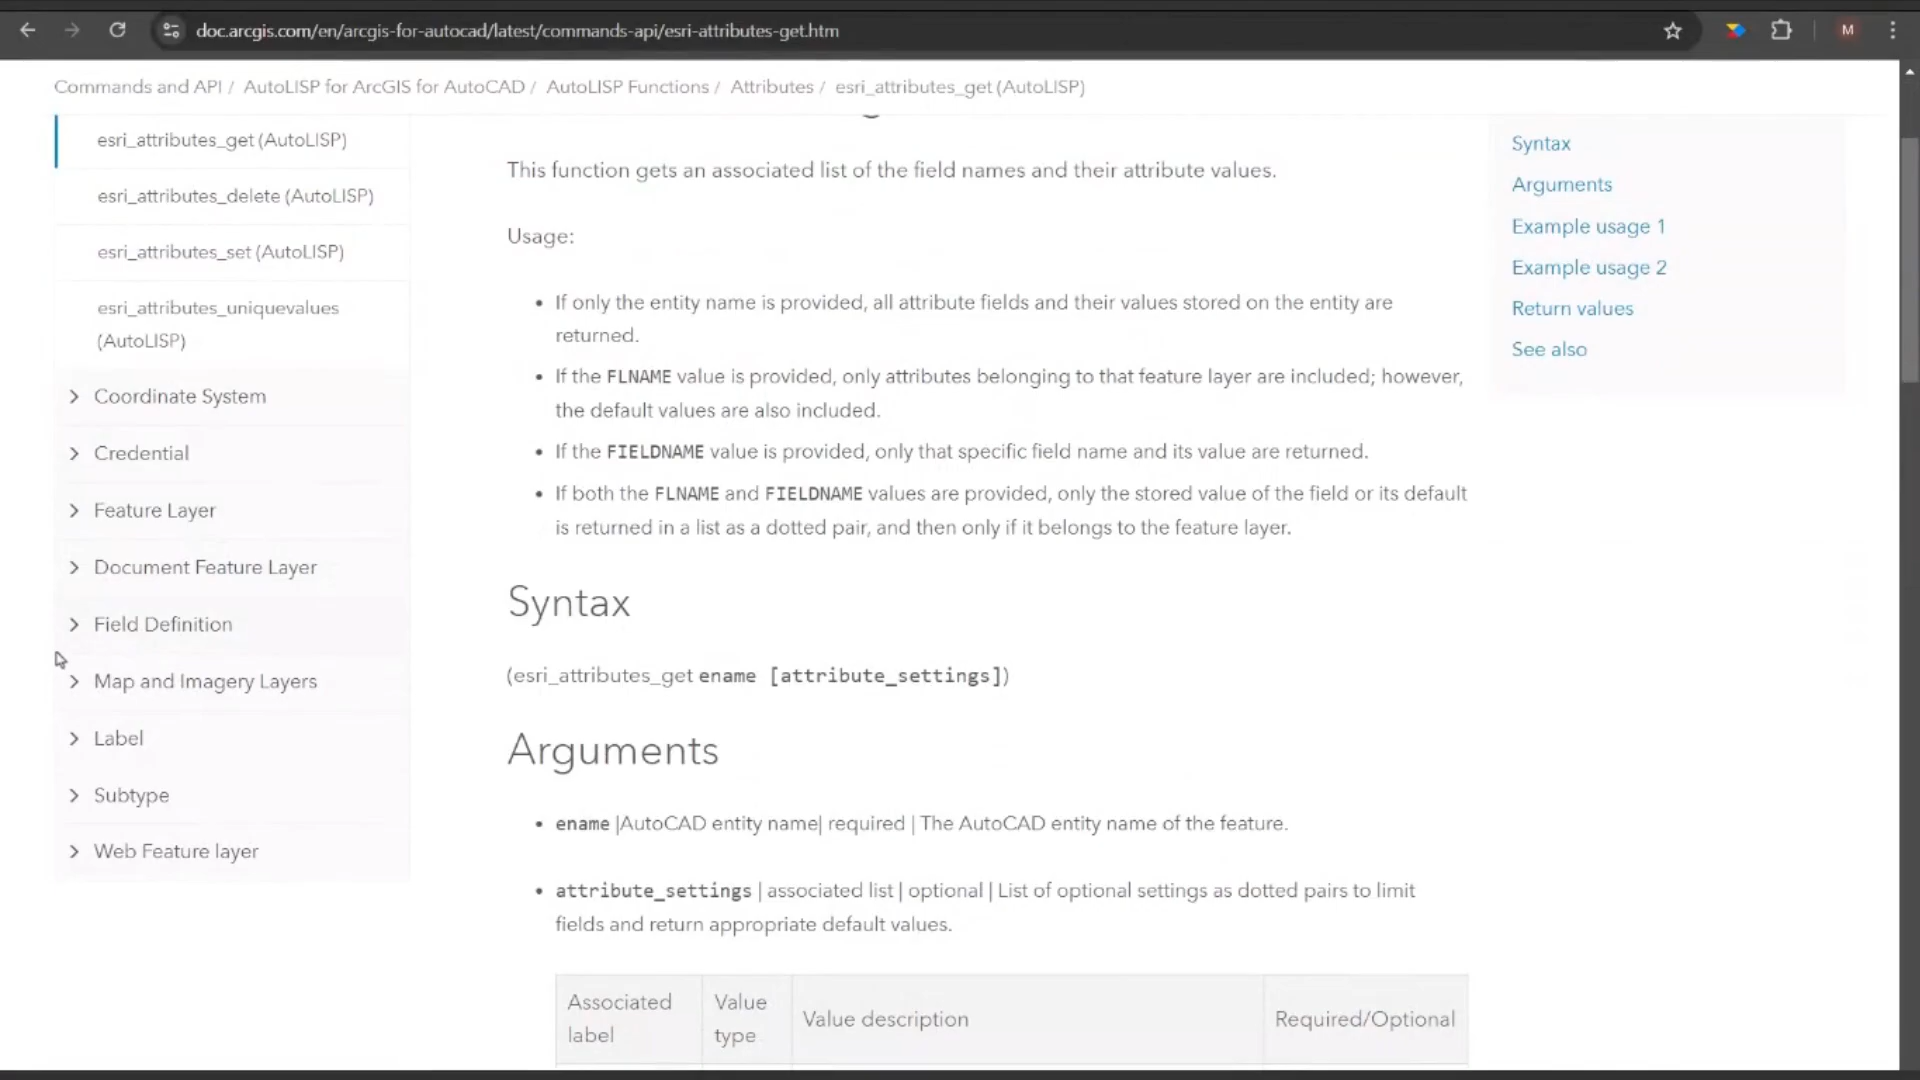 doc.arcgis.com/en/arcgis-for-autocad/latest/commands-api/esri-attributes-get.htm
M
Commands and API / AutoLISP for ArcGIS for AutoCAD / AutoLISP Functions / Attributes / esri_attributes_get (AutoLISP)
esri_attributes_get (AutoLISP)
esri_attributes_delete (AutoLISP)
esri_attributes_set (AutoLISP)
esri_attributes_uniquevalues
(AutoLISP)
Coordinate System
Credential
Feature Layer
Document Feature Layer
Field Definition
Map and Imagery Layers
Label
Subtype
Web Feature layer
This function gets an associated list of the field names and their attribute values.
Usage:
• If only the entity name is provided, all attribute fields and their values stored on the entity are
returned.
• If the FLNAME value is provided, only attributes belonging to that feature layer are included; however,
the default values are also included.
• If the FIELDNAME value is provided, only that specific field name and its value are returned.
• If both the FLNAME and FIELDNAME values are provided, only the stored value of the field or its default
is returned in a list as a dotted pair, and then only if it belongs to the feature layer.
Syntax
(esri_attributes_get ename [attribute_settings])
Arguments
• ename |AutoCAD entity name| required | The AutoCAD entity name of the feature.
• attribute_settings | associated list | optional | List of optional settings as dotted pairs to limit
fields and return appropriate default values.
Associated
label
Value
type
Value description
Required/Optional
Syntax
Arguments
Example usage 1
Example usage 2
Return values
See also